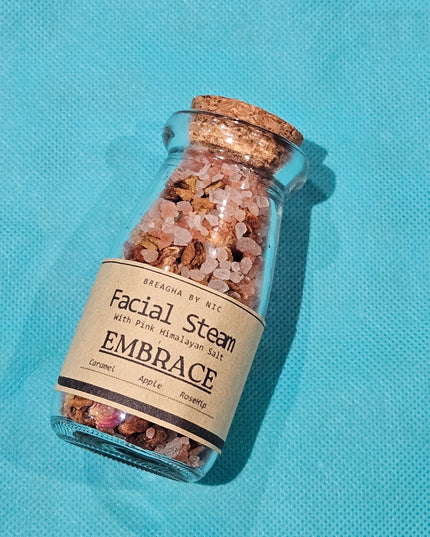 BREAGHA BY NIC
Facial Steam
With Pink Himalayan Salt
EMBRACE
Caramel Apple Rosehip